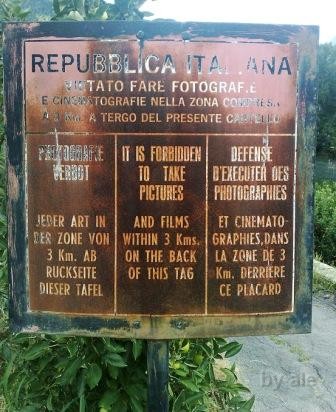 REPUBBLICA ITALIANA
VIETATO FARE FOTOGRAFIE
E CINEMATOGRAFIE NELLA ZONA COMPRESA
A 3 Km. A TERGO DEL PRESENTE CARTELLO
PHOTOGRAFIE
VERBOT
JEDER ART IN
DER ZONE VON
3 Km. AB
RUCKSEITE
DIESER TAFEL
IT IS FORBIDDEN
TO TAKE
PICTURES
AND FILMS
WITHIN 3 Kms.
ON THE BACK
OF THIS TAG
DEFENSE
D'EXECUTER DES
PHOTOGRAPHIES
ET CINEMATO-
GRAPHIES,DANS
LA ZONE DE 3
Km. DERRIÈRE
CE PLACARD
by ale